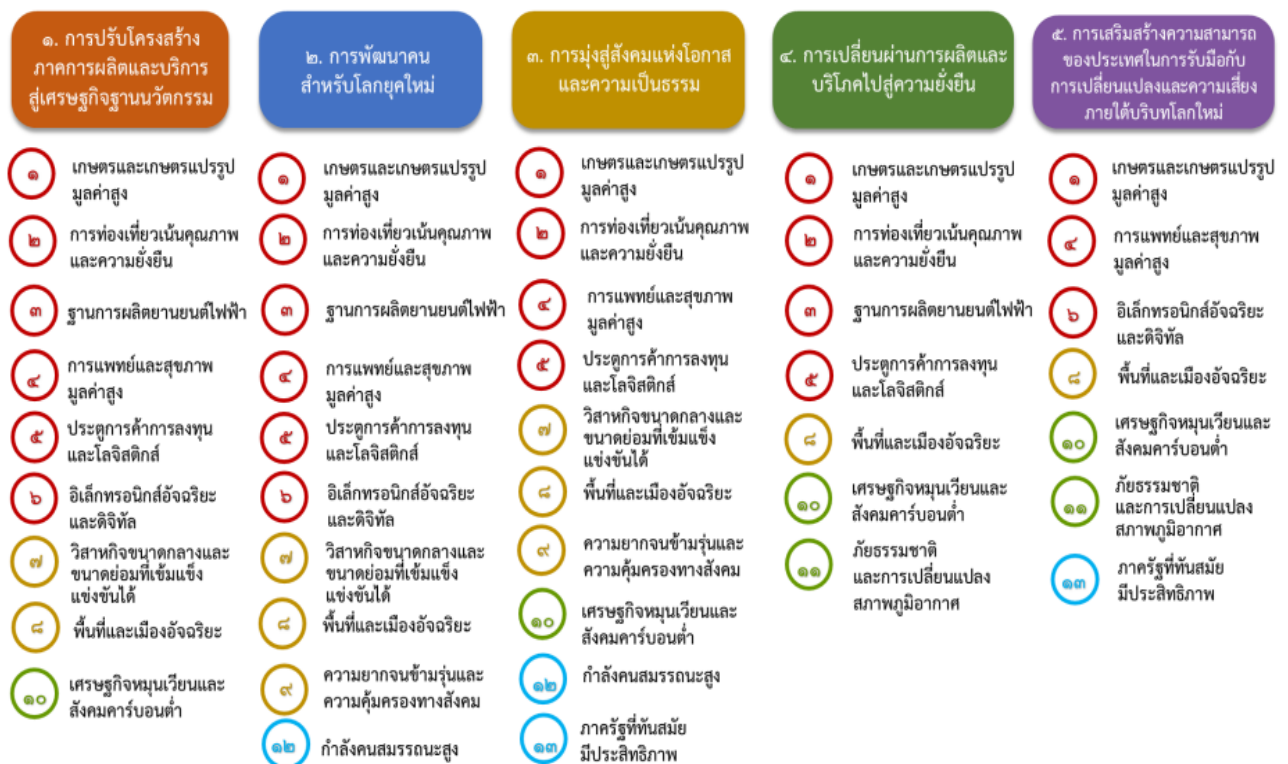 ๑. การปรับโครงสร้าง
ภาคการผลิตและบริการ
สู่เศรษฐกิจฐานนวัตกรรม
๑
เกษตรและเกษตรแปรรูป
มูลค่าสูง
๒
การท่องเที่ยวเน้นคุณภาพ
และความยั่งยืน
๓
ฐานการผลิตยานยนต์ไฟฟ้า
๔
การแพทย์และสุขภาพ
มูลค่าสูง
๕
ประตูการค้าการลงทุน
และโลจิสติกส์
๖
อิเล็กทรอนิกส์อัจฉริยะ
และดิจิทัล
๗
วิสาหกิจขนาดกลางและ
ขนาดย่อมที่เข้มแข็ง
แข่งขันได้
๘
พื้นที่และเมืองอัจฉริยะ
๑๐
เศรษฐกิจหมุนเวียนและ
สังคมคาร์บอนต่ำ
๒. การพัฒนาคน
สำหรับโลกยุคใหม่
๑
เกษตรและเกษตรแปรรูป
มูลค่าสูง
๒
การท่องเที่ยวเน้นคุณภาพ
และความยั่งยืน
๓
ฐานการผลิตยานยนต์ไฟฟ้า
๔
การแพทย์และสุขภาพ
มูลค่าสูง
๕
ประตูการค้าการลงทุน
และโลจิสติกส์
๖
อิเล็กทรอนิกส์อัจฉริยะ
และดิจิทัล
๗
วิสาหกิจขนาดกลางและ
ขนาดย่อมที่เข้มแข็ง
แข่งขันได้
๘
พื้นที่และเมืองอัจฉริยะ
๙
ความยากจนข้ามรุ่นและ
ความคุ้มครองทางสังคม
๑๒
กำลังคนสมรรถนะสูง
๓. การมุ่งสู่สังคมแห่งโอกาส
และความเป็นธรรม
๑
เกษตรและเกษตรแปรรูป
มูลค่าสูง
๒
การท่องเที่ยวเน้นคุณภาพ
และความยั่งยืน
๔
การแพทย์และสุขภาพ
มูลค่าสูง
๕
ประตูการค้าการลงทุน
และโลจิสติกส์
๗
วิสาหกิจขนาดกลางและ
ขนาดย่อมที่เข้มแข็ง
แข่งขันได้
๘
พื้นที่และเมืองอัจฉริยะ
๙
ความยากจนข้ามรุ่นและ
ความคุ้มครองทางสังคม
๑๐
เศรษฐกิจหมุนเวียนและ
สังคมคาร์บอนต่ำ
๑๒
กำลังคนสมรรถนะสูง
๑๓
ภาครัฐที่ทันสมัย
มีประสิทธิภาพ
๔. การเปลี่ยนผ่านการผลิตและ
บริโภคไปสู่ความยั่งยืน
๑
เกษตรและเกษตรแปรรูป
มูลค่าสูง
๒
การท่องเที่ยวเน้นคุณภาพ
และความยั่งยืน
๓
ฐานการผลิตยานยนต์ไฟฟ้า
๕
ประตูการค้าการลงทุน
และโลจิสติกส์
๘
พื้นที่และเมืองอัจฉริยะ
๑๐
เศรษฐกิจหมุนเวียนและ
สังคมคาร์บอนต่ำ
๑๑
ภัยธรรมชาติ
และการเปลี่ยนแปลง
สภาพภูมิอากาศ
๕. การเสริมสร้างความสามารถ
ของประเทศในการรับมือกับ
การเปลี่ยนแปลงและความเสี่ยง
ภายใต้บริบทโลกใหม่
๑
เกษตรและเกษตรแปรรูป
มูลค่าสูง
๔
การแพทย์และสุขภาพ
มูลค่าสูง
๖
อิเล็กทรอนิกส์อัจฉริยะ
และดิจิทัล
๘
พื้นที่และเมืองอัจฉริยะ
๑๐
เศรษฐกิจหมุนเวียนและ
สังคมคาร์บอนต่ำ
๑๑
ภัยธรรมชาติ
และการเปลี่ยนแปลง
สภาพภูมิอากาศ
๑๓
ภาครัฐที่ทันสมัย
มีประสิทธิภาพ